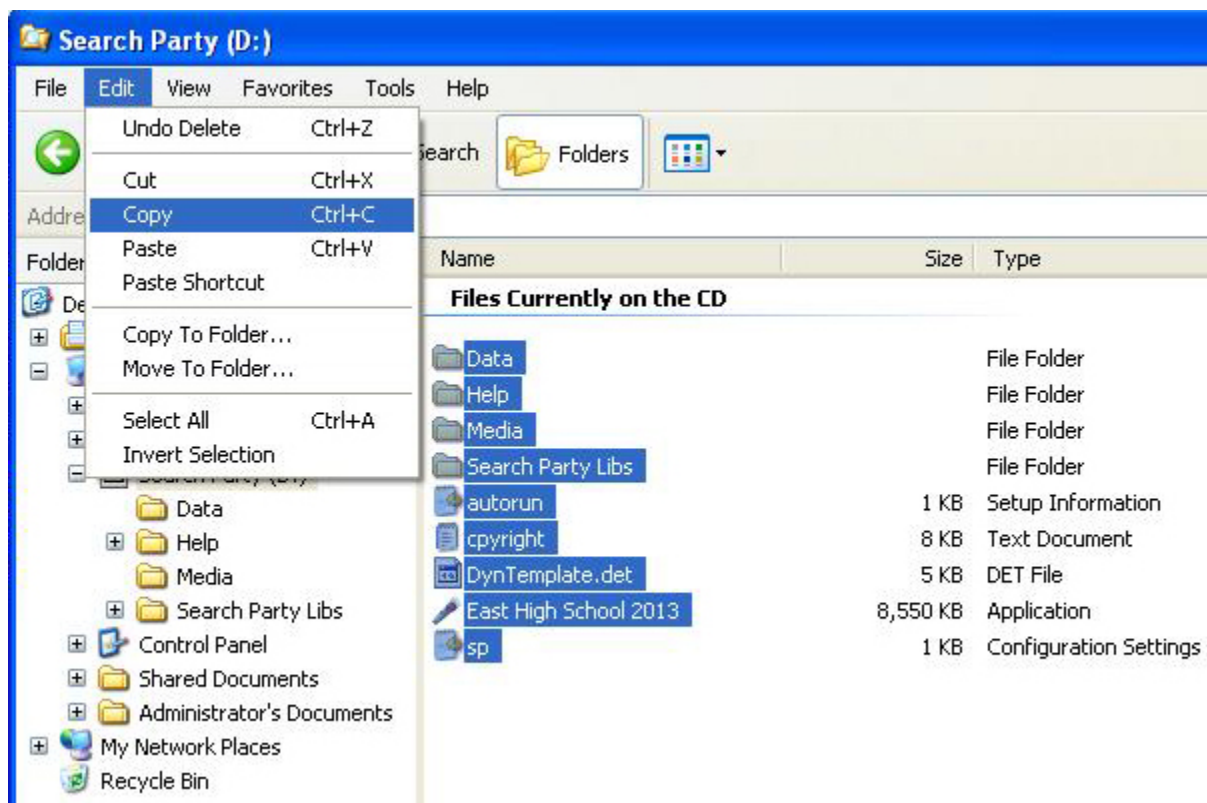 Search Party (D:)
File Edit View Favorites Tools Help
Undo Delete Ctrl+Z
Search Folders
Cut Ctrl+X
Addre Copy Ctrl+C
Paste Ctrl+V
Folder Name Size Type
Paste Shortcut
De Files Currently on the CD
Copy To Folder...
Data File Folder
Move To Folder...
Help File Folder
Select All Ctrl+A
Media File Folder
Invert Selection
Search Party Libs File Folder
Search Party (D:)
Data autorun 1 KB Setup Information
Help cpyright 8 KB Text Document
Media DynTemplate.det 5 KB DET File
Search Party Libs East High School 2013 8,550 KB Application
Control Panel sp 1 KB Configuration Settings
Shared Documents
Administrator's Documents
My Network Places
Recycle Bin